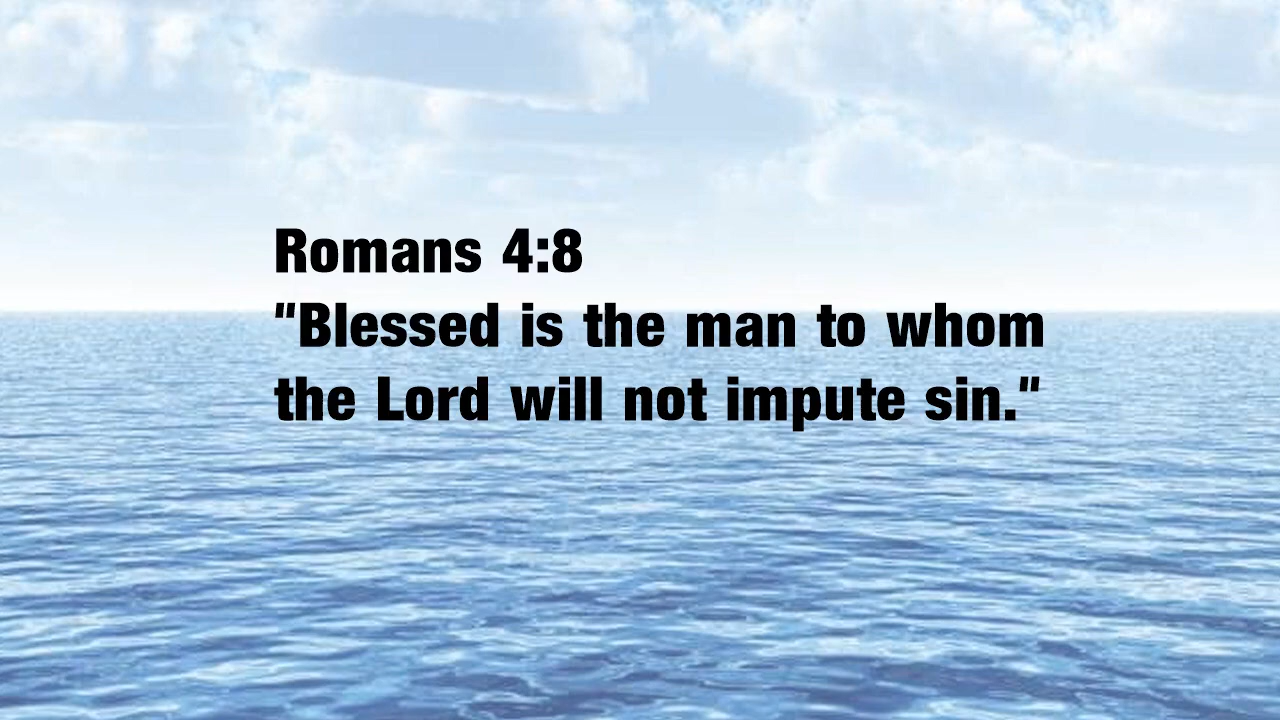 Romans 4:8
"Blessed is the man to whom
the Lord will not impute sin."